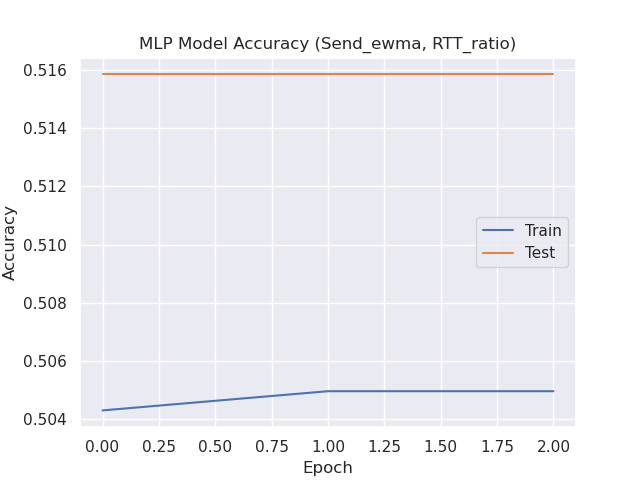 MLP Model Accuracy (Send_ewma, RTT_ratio)
0.516
0.514
0.512
0.510
0.508
0.506
0.504
Accuracy
Train
Test
0.00 0.25 0.50 0.75 1.00 1.25 1.50 1.75 2.00
Epoch